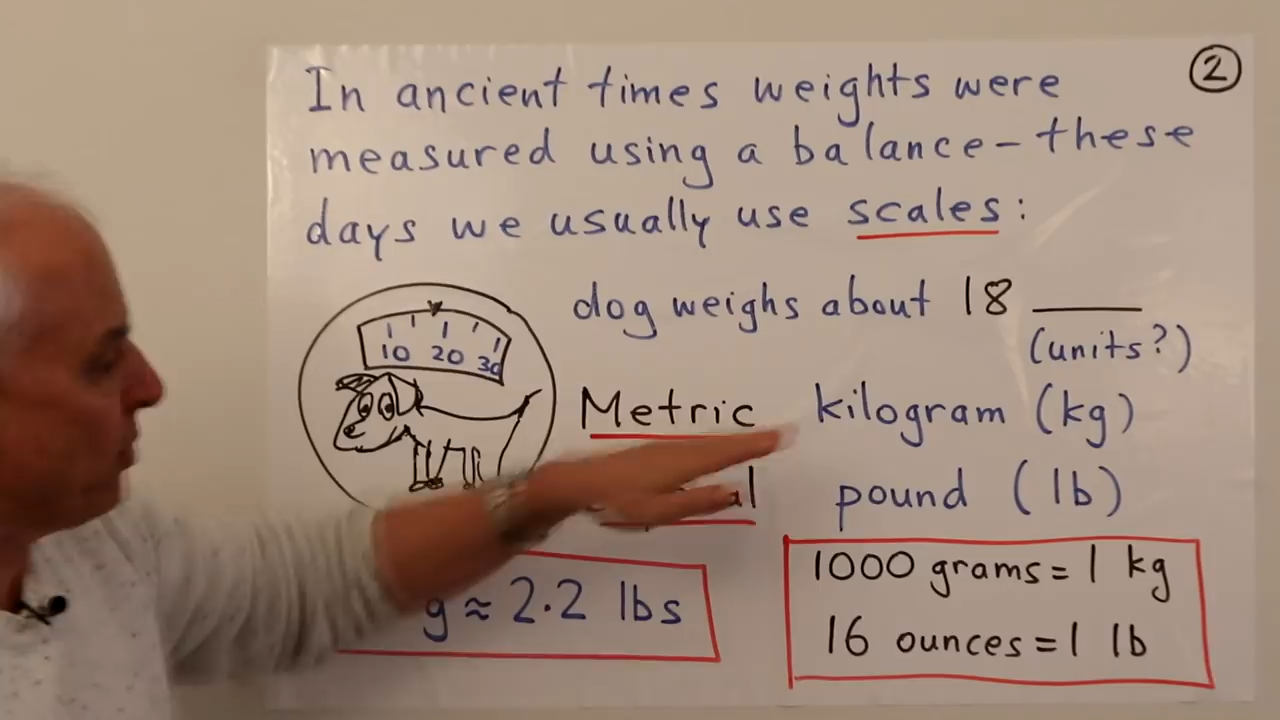 2
In ancient times weights were
measured using a balance - these
days we usually use scales:
dog weighs about 18 ____
(units?)
10 20 30
Metric kilogram (kg)
pound (lb)
g ≈ 2.2 lbs
1000 grams = 1 kg
16 ounces = 1 lb